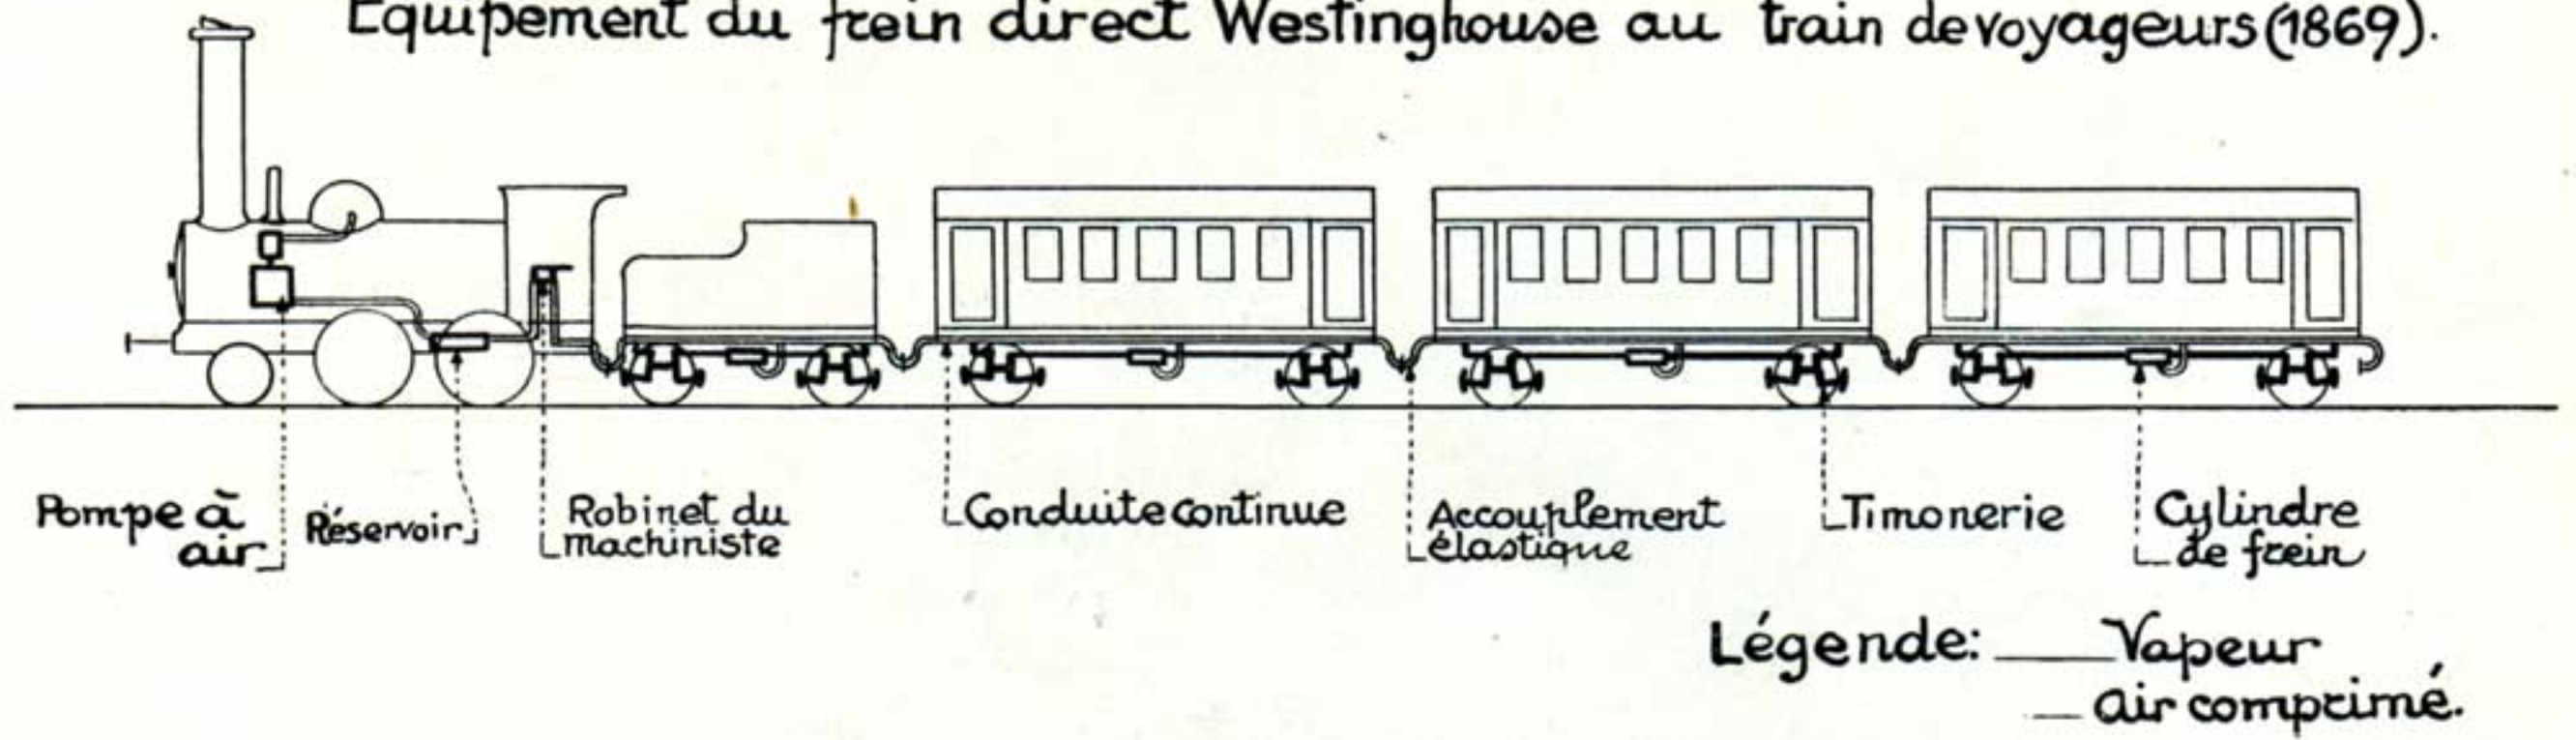 Equipement du frein direct Westinghouse au train de voyageurs (1869).
Pompe à
air
Réservoir
Robinet du
machiniste
Conduite continue
Accouplement
élastique
Timonerie
Cylindre
de frein
Légende: Vapeur
air comprimé.